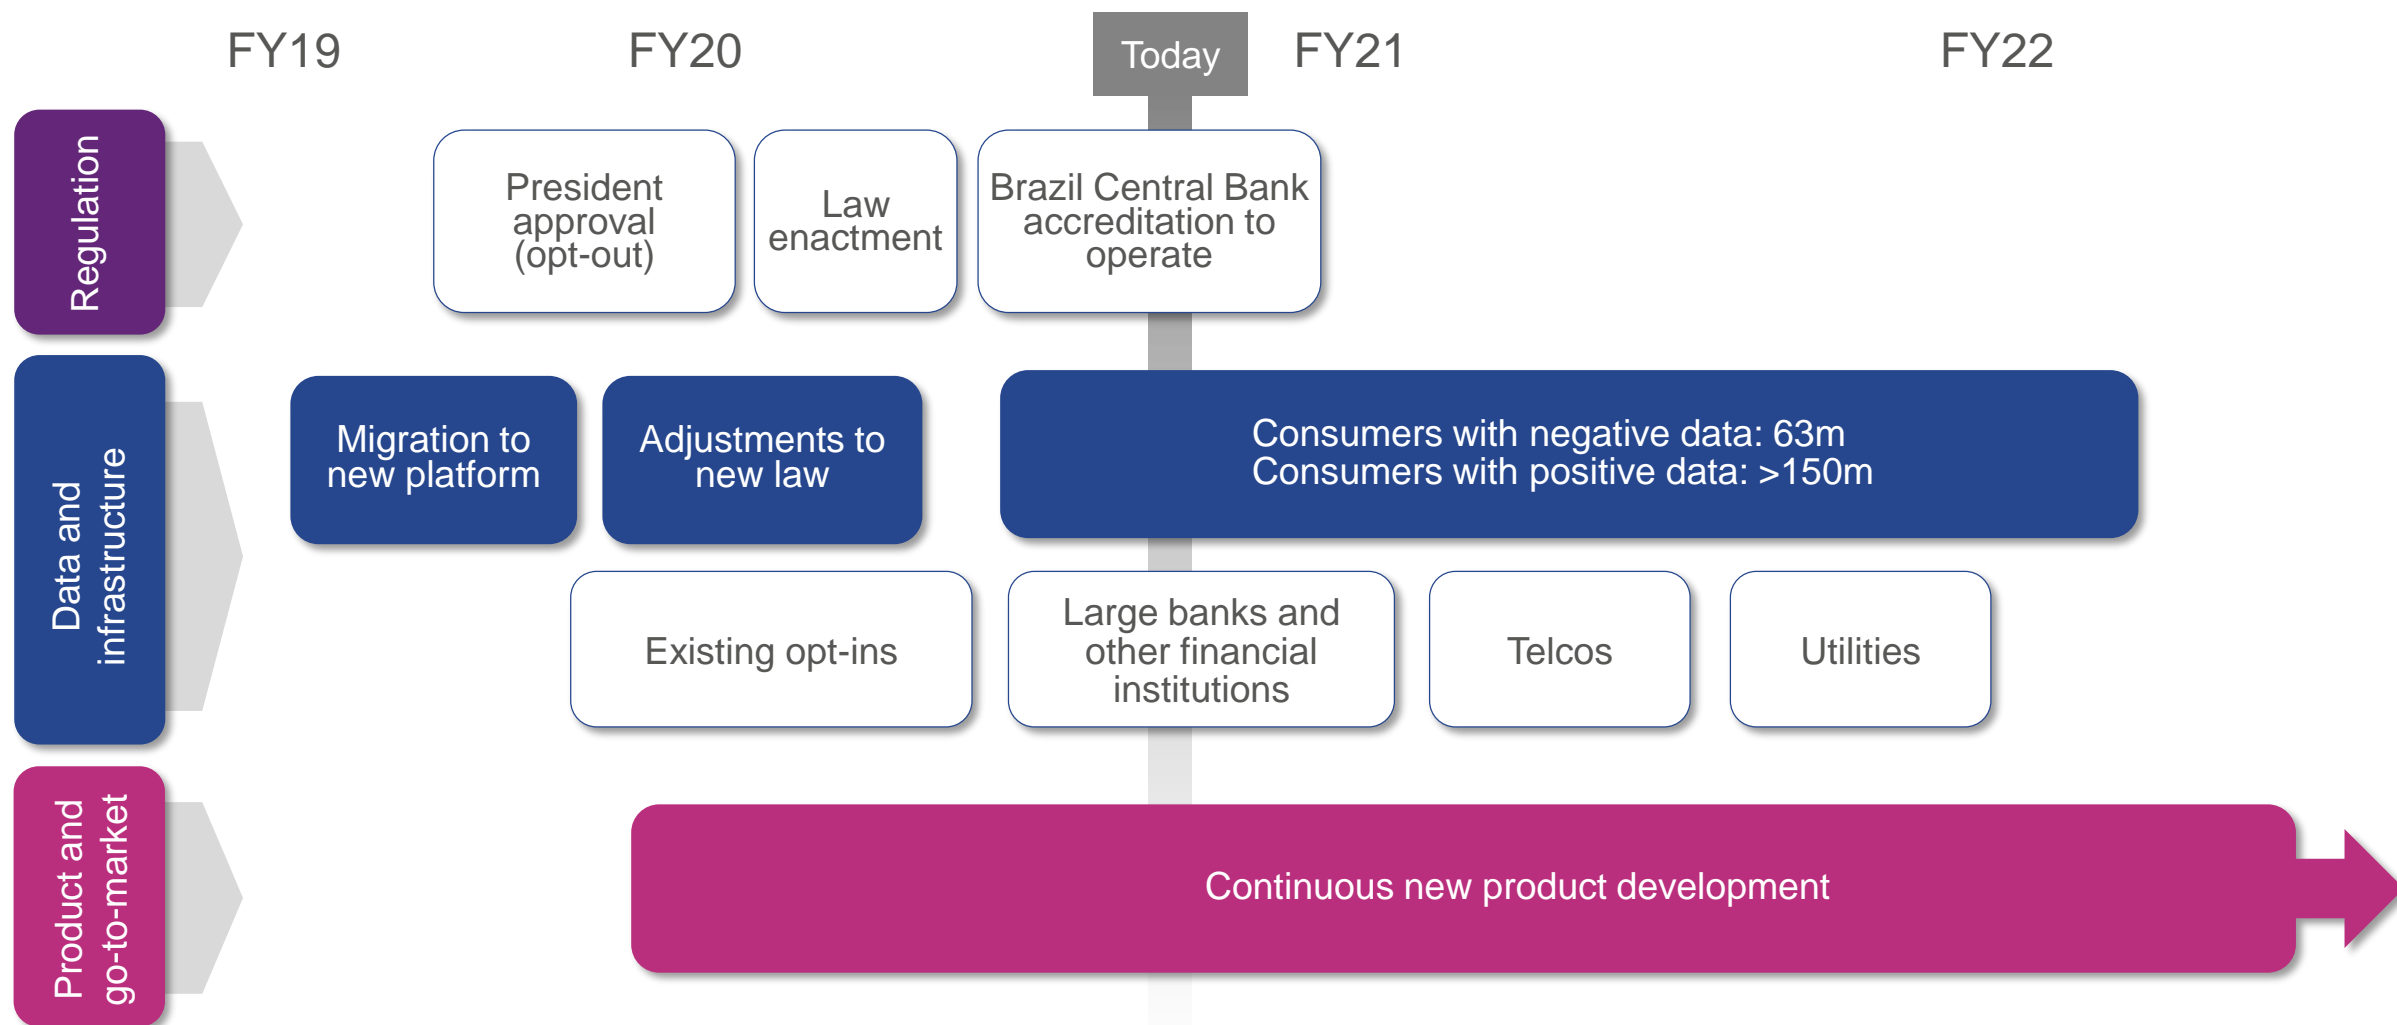 FY19
FY20
Today
FY21
FY22
Regulation
President
approval
(opt-out)
Law
enactment
Brazil Central Bank
accreditation to
operate
Data and
infrastructure
Migration to
new platform
Adjustments to
new law
Consumers with negative data: 63m
Consumers with positive data: >150m
Existing opt-ins
Large banks and
other financial
institutions
Telcos
Utilities
Product and
go-to-market
Continuous new product development